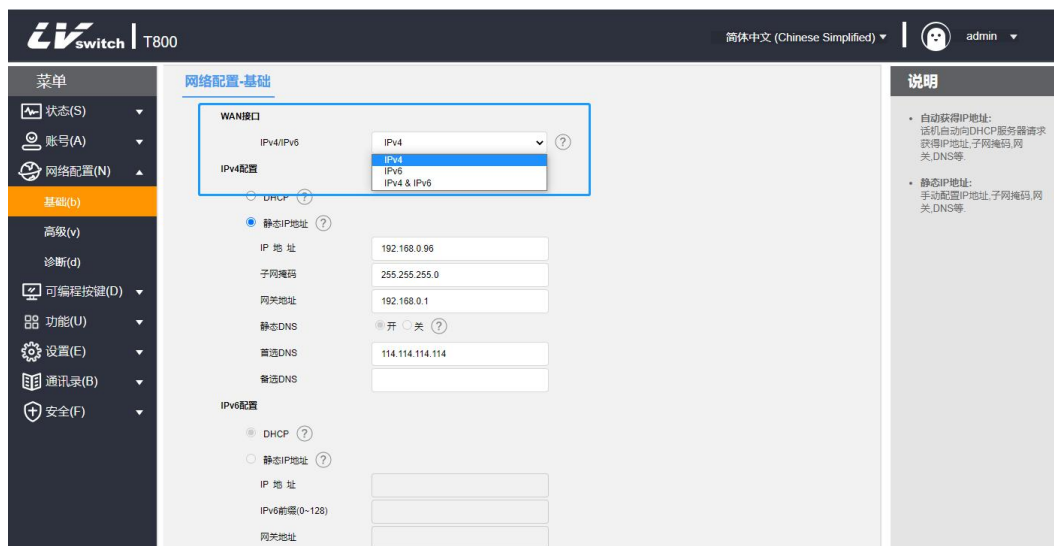 LVswitch T800
简体中文 (Chinese Simplified)
admin
菜单
状态(S)
账号(A)
网络配置(N)
基础(b)
高级(v)
诊断(d)
可编程按键(D)
功能(U)
设置(E)
通讯录(B)
安全(F)
网络配置-基础
WAN接口
IPv4/IPv6 IPv4 ?
IPv4
IPv6
IPv4 & IPv6
IPv4配置
DHCP ?
静态IP地址 ?
IP 地 址 192.168.0.96
子网掩码 255.255.255.0
网关地址 192.168.0.1
静态DNS 开 关 ?
首选DNS 114.114.114.114
备选DNS
IPv6配置
DHCP ?
静态IP地址 ?
IP 地 址
IPv6前缀(0~128)
网关地址
说明
自动获得IP地址:
话机自动向DHCP服务器请求
获得IP地址,子网掩码,网
关,DNS等.
静态IP地址:
手动配置IP地址,子网掩码,网
关,DNS等.